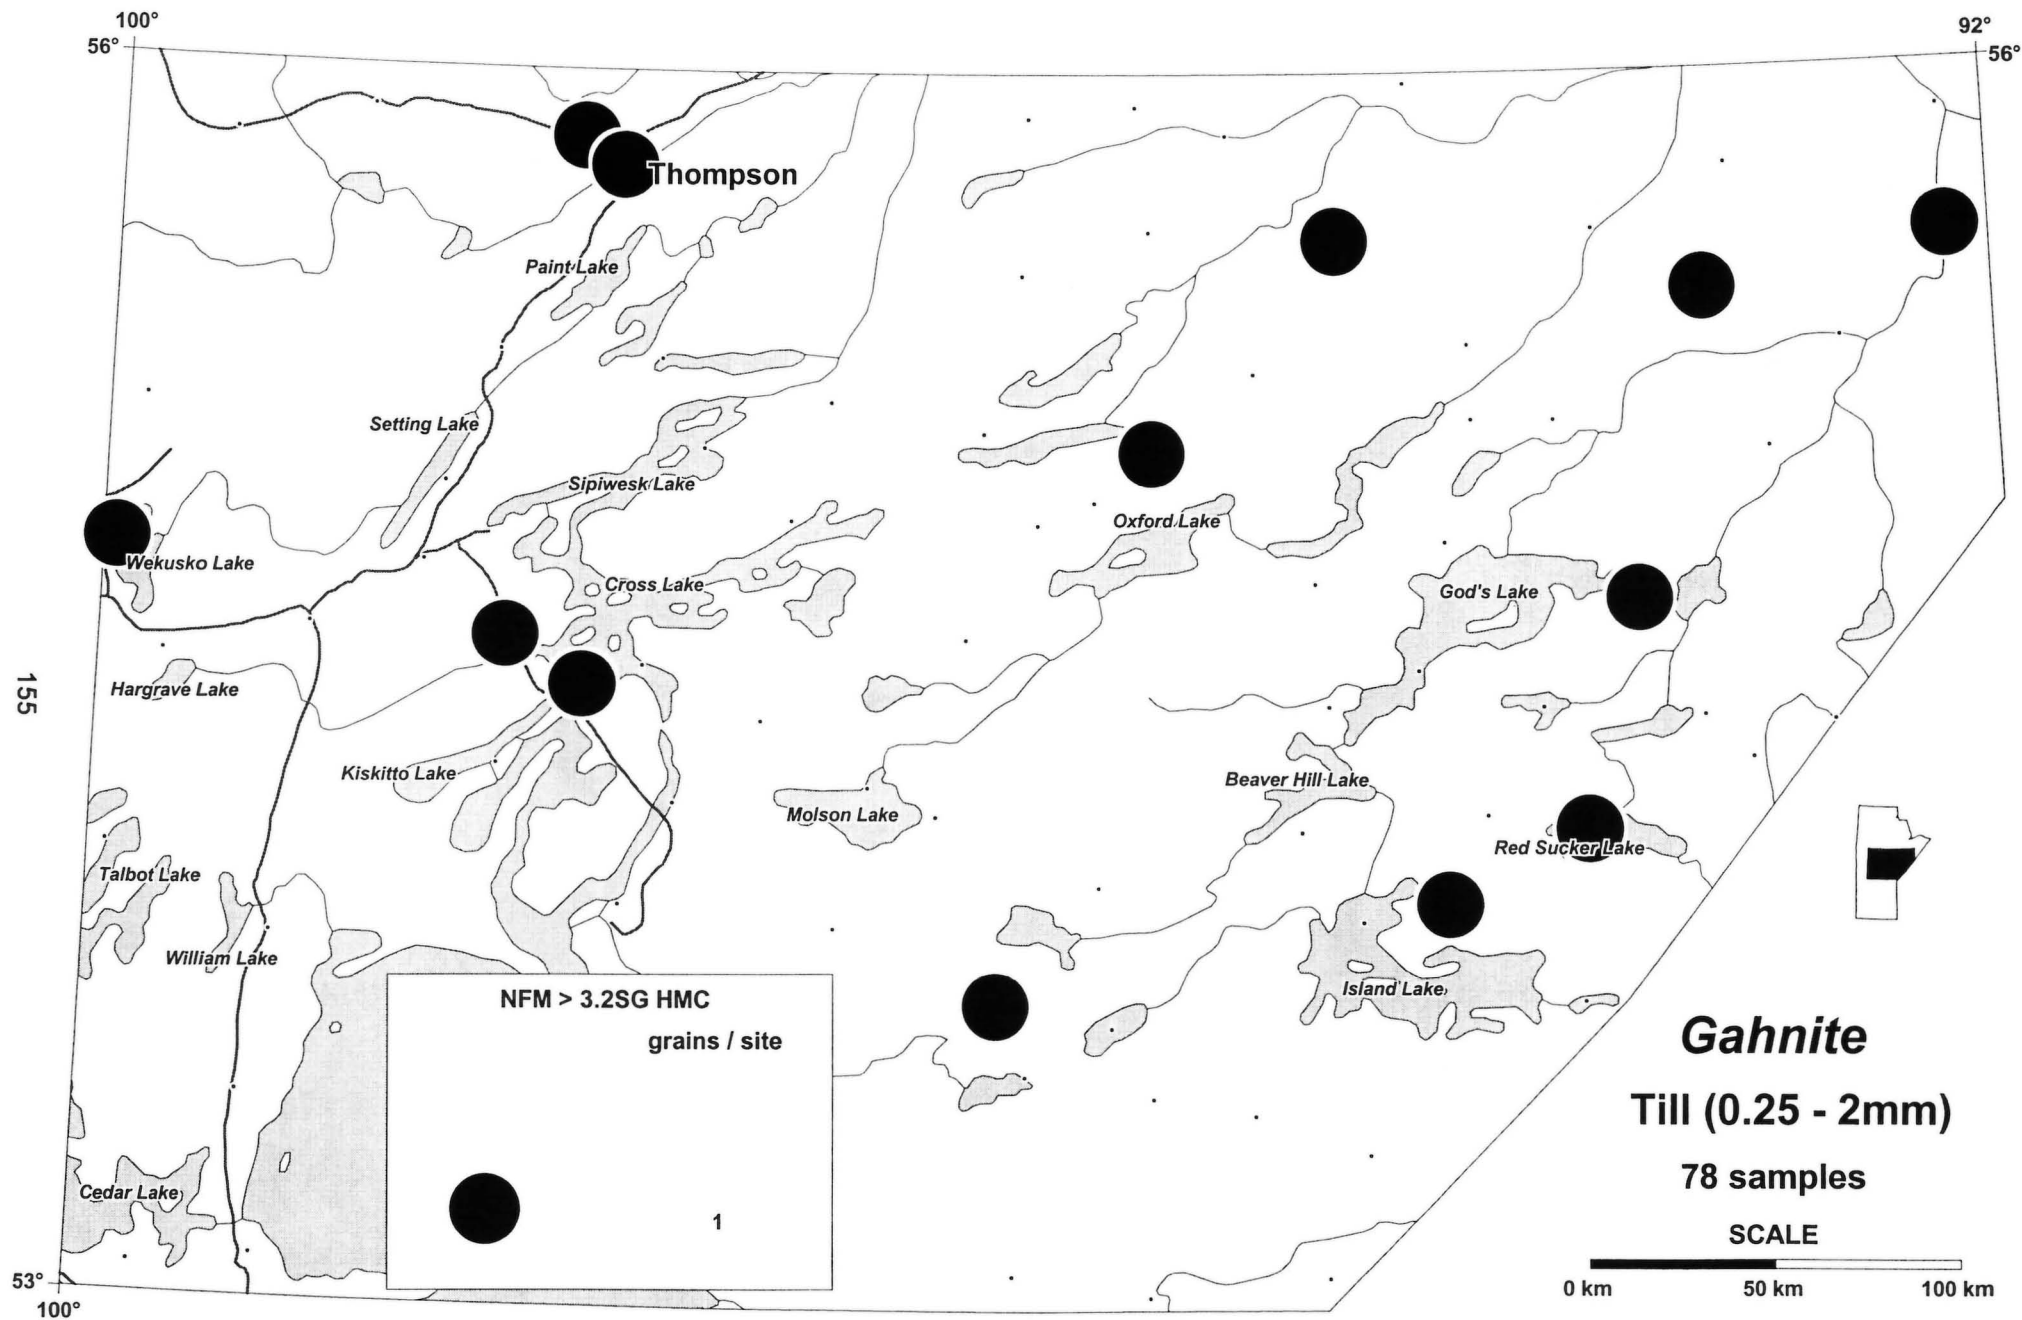 100°
92°
56°
56°
Thompson
Paint Lake
Setting Lake
Sipiwesk Lake
Oxford Lake
Wekusko Lake
Cross Lake
God's Lake
155
Hargrave Lake
Kiskitto Lake
Beaver Hill Lake
Molson Lake
Red Sucker Lake
Talbot Lake
William Lake
Island Lake
NFM > 3.2SG HMC
grains / site
1
Gahnite
Till (0.25 - 2mm)
78 samples
SCALE
0 km 50 km 100 km
Cedar Lake
53°
100°